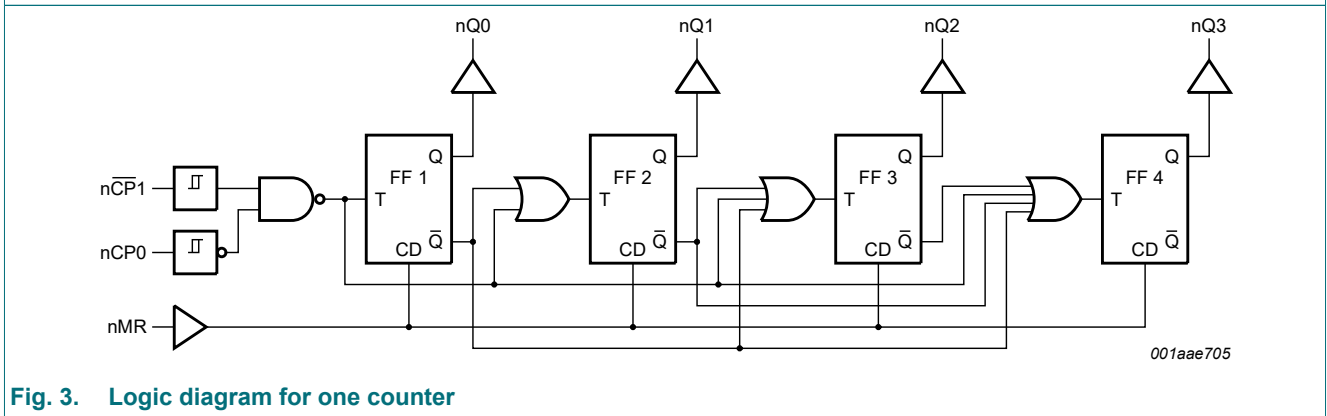 nQ0 nQ1 nQ2 nQ3
Q Q Q Q
FF 1 FF 2 FF 3 FF 4
nC̅P̅1
T T T T
Q̅ Q̅ Q̅ Q̅
CD CD CD CD
nCP0
nMR
001aae705
Fig. 3. Logic diagram for one counter